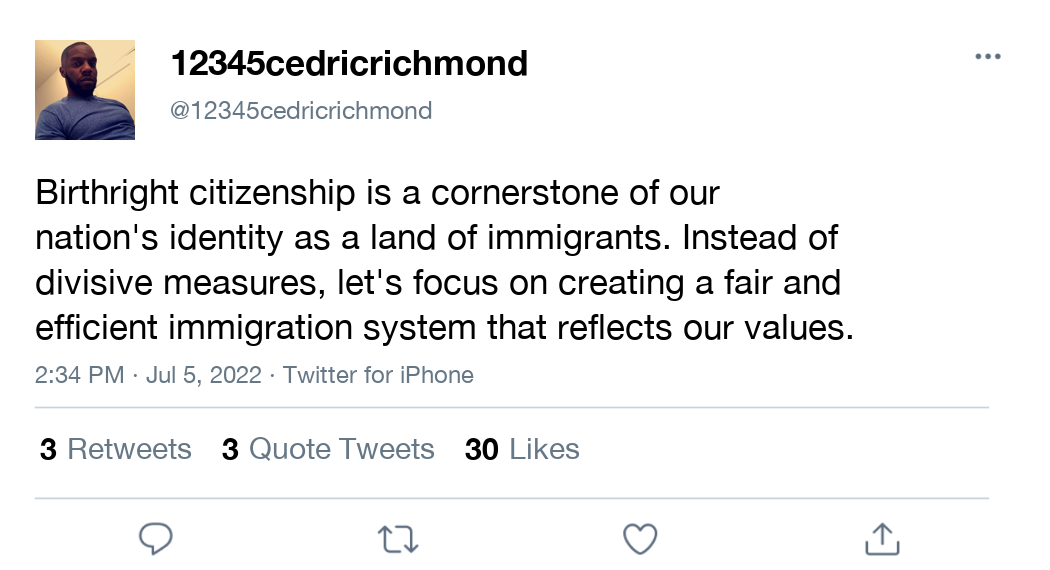 12345cedricrichmond
@12345cedricrichmond
Birthright citizenship is a cornerstone of our
nation's identity as a land of immigrants. Instead of
divisive measures, let's focus on creating a fair and
efficient immigration system that reflects our values.
2:34 PM · Jul 5, 2022 · Twitter for iPhone
3 Retweets 3 Quote Tweets 30 Likes